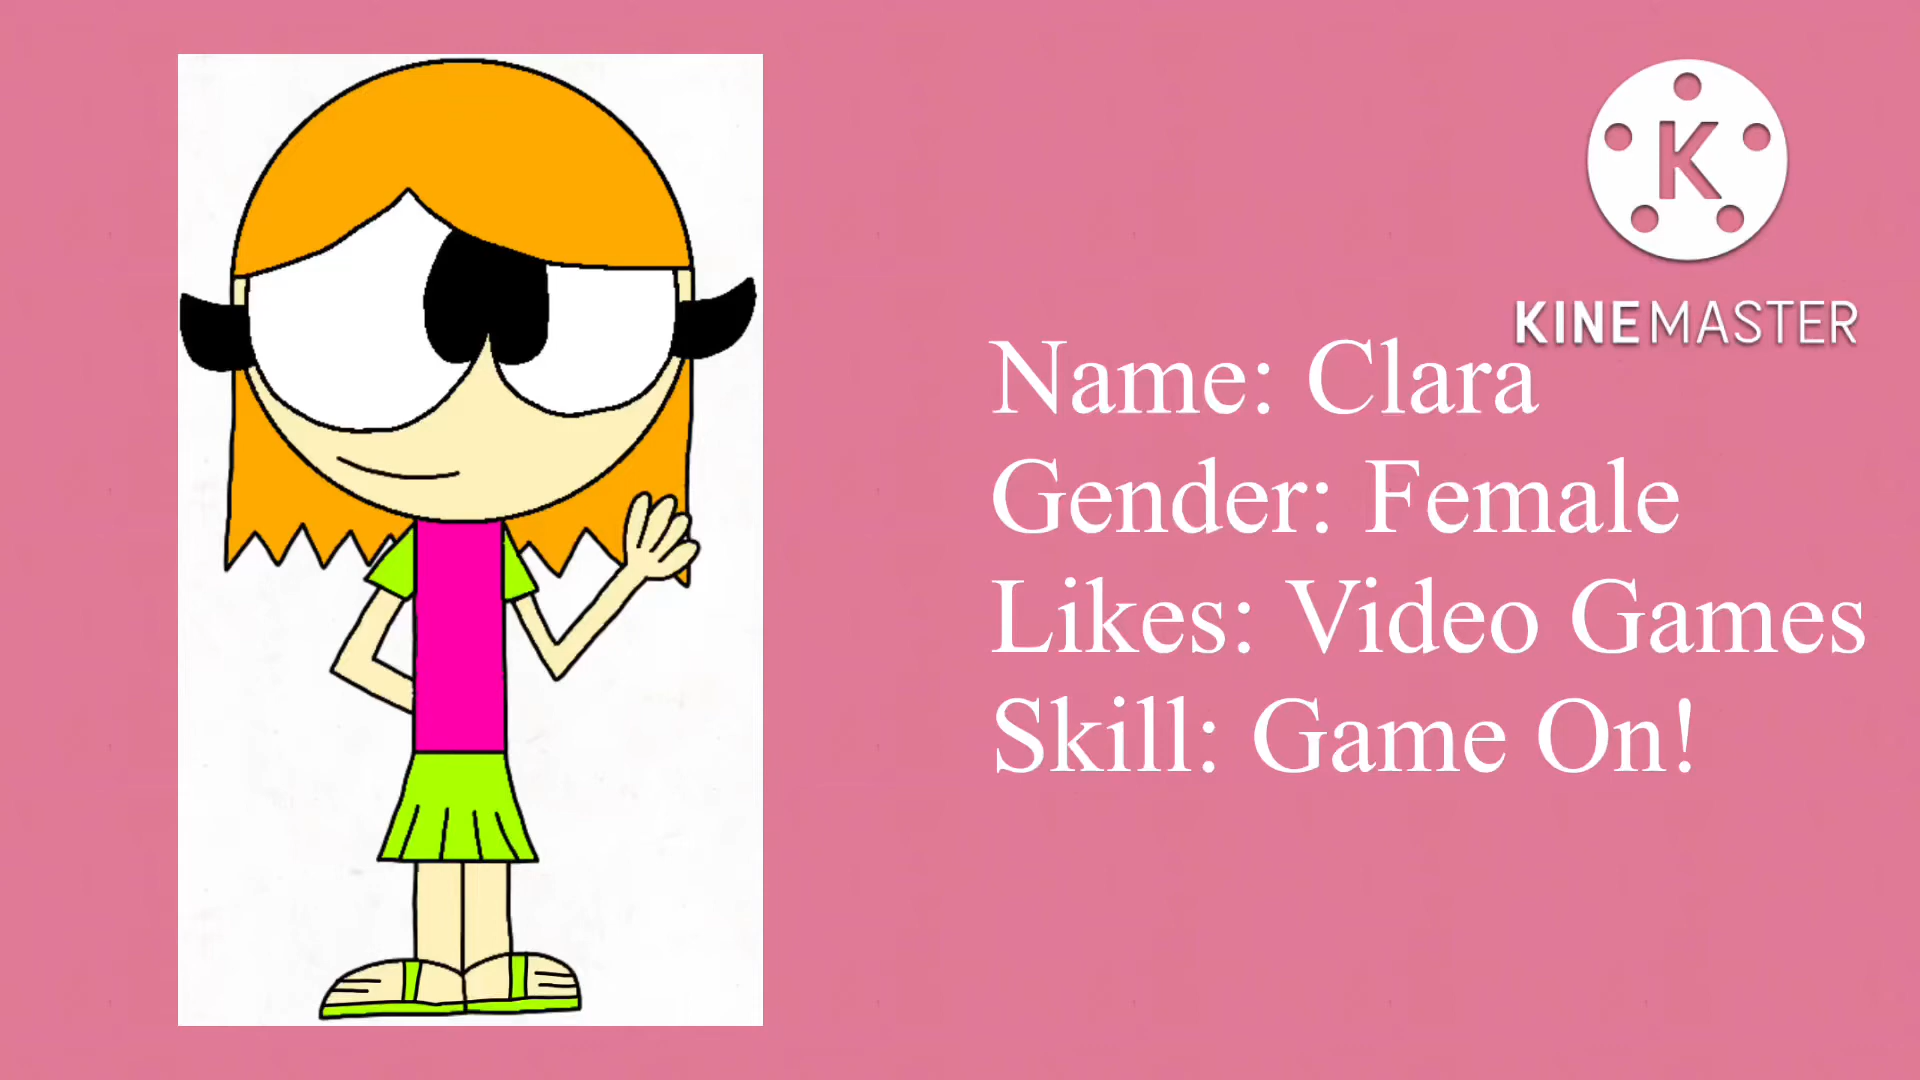 K
KINEMASTER
Name: Clara
Gender: Female
Likes: Video Games
Skill: Game On!